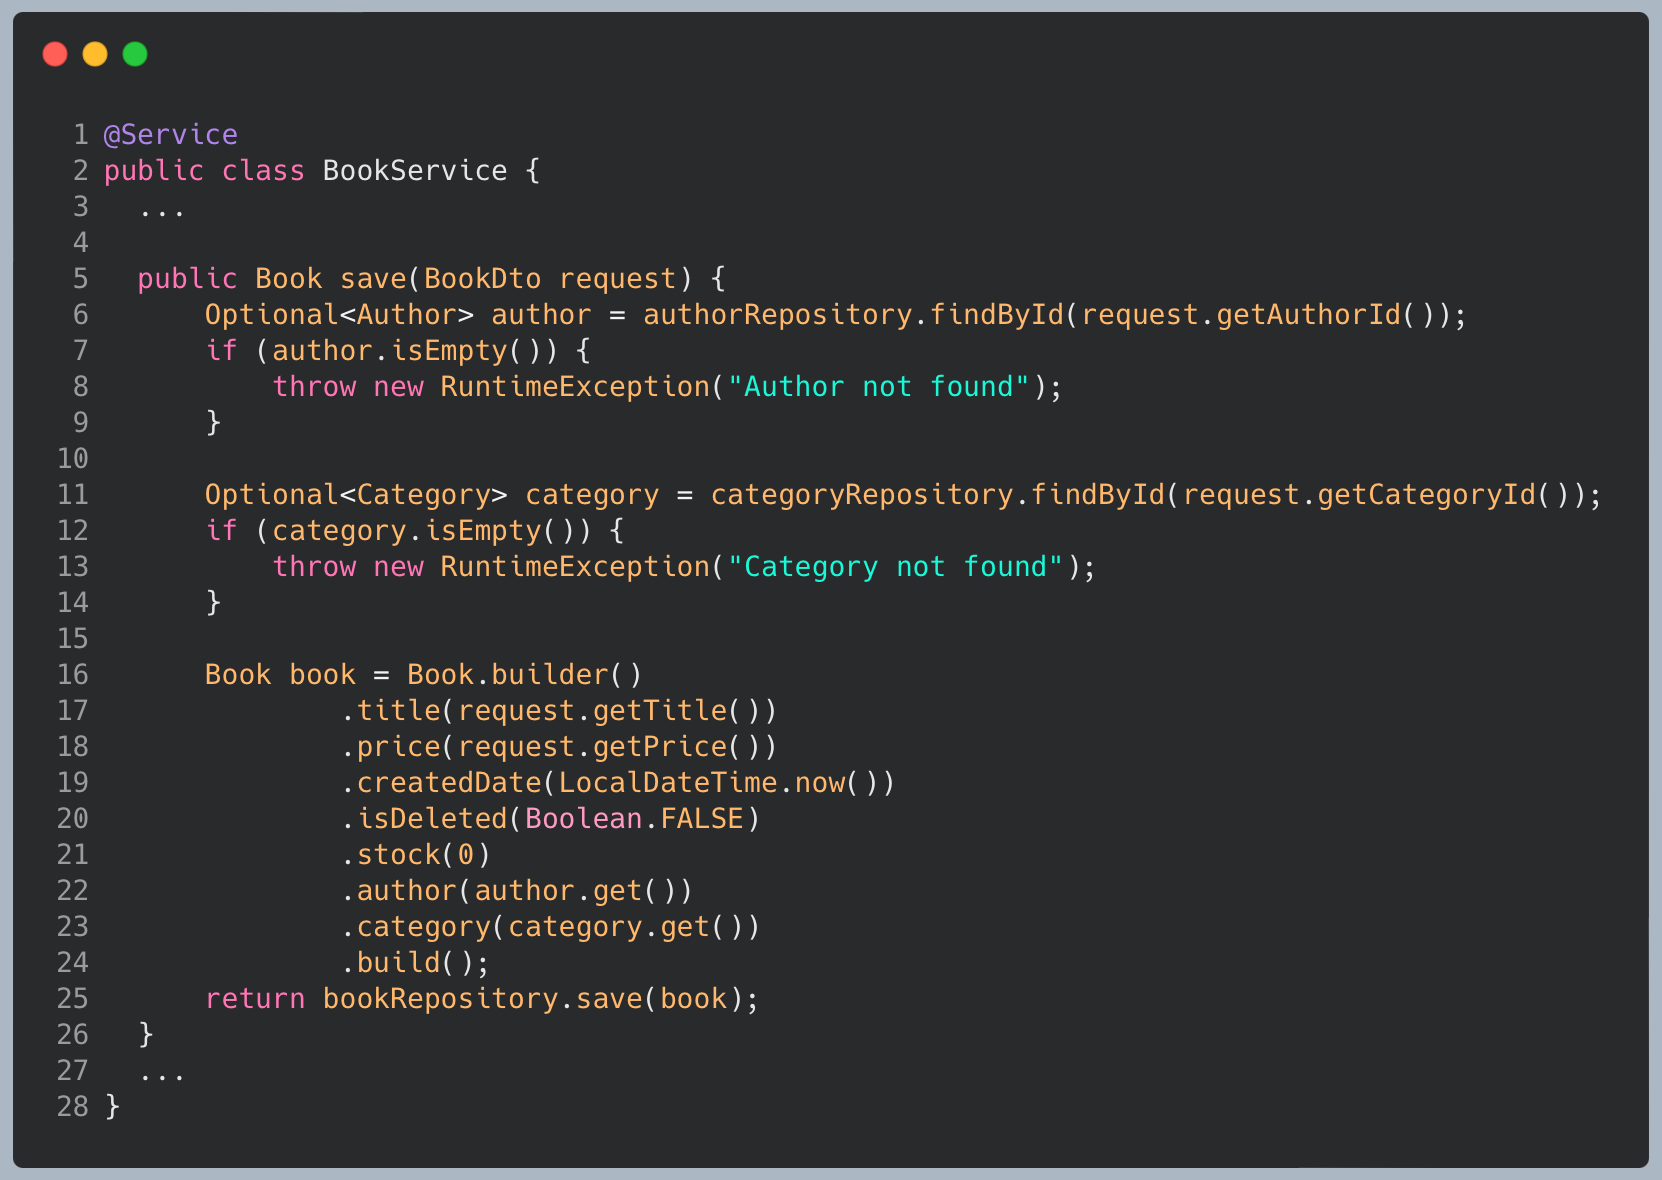 1 @Service
2 public class BookService {
3   ...
4
5   public Book save(BookDto request) {
6       Optional<Author> author = authorRepository.findById(request.getAuthorId());
7       if (author.isEmpty()) {
8           throw new RuntimeException("Author not found");
9       }
10
11       Optional<Category> category = categoryRepository.findById(request.getCategoryId());
12       if (category.isEmpty()) {
13           throw new RuntimeException("Category not found");
14       }
15
16       Book book = Book.builder()
17               .title(request.getTitle())
18               .price(request.getPrice())
19               .createdDate(LocalDateTime.now())
20               .isDeleted(Boolean.FALSE)
21               .stock(0)
22               .author(author.get())
23               .category(category.get())
24               .build();
25       return bookRepository.save(book);
26   }
27   ...
28 }